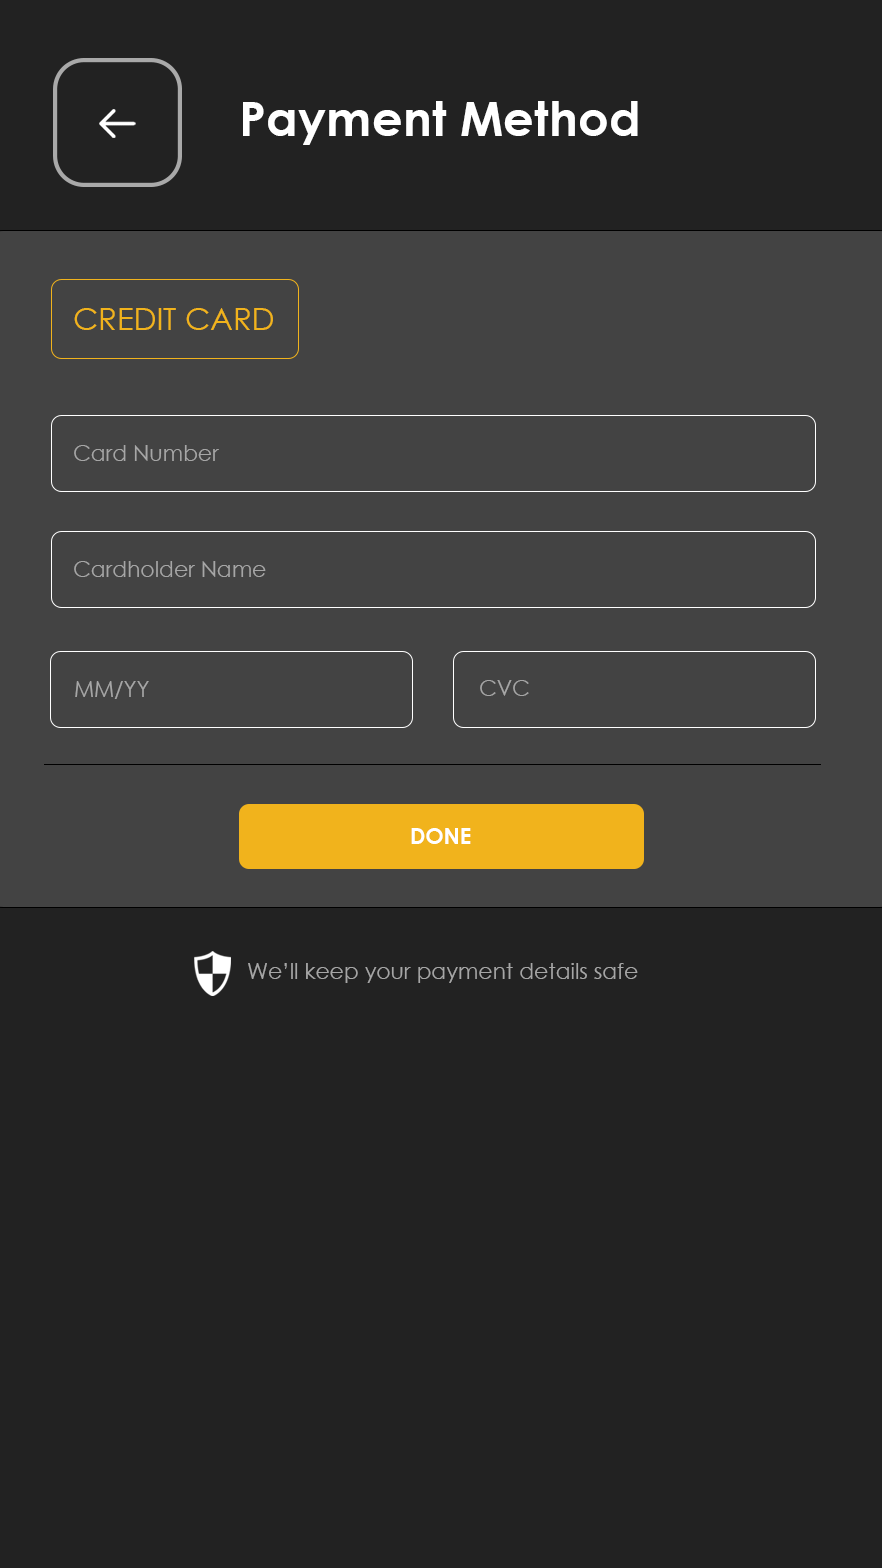 Payment Method
CREDIT CARD
Card Number
Cardholder Name
MM/YY
CVC
DONE
We’ll keep your payment details safe